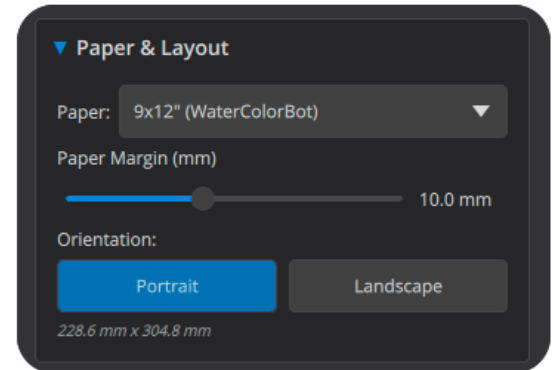 Paper & Layout
Paper: 9x12" (WaterColorBot)
Paper Margin (mm)
10.0 mm
Orientation:
Portrait Landscape
228.6 mm x 304.8 mm